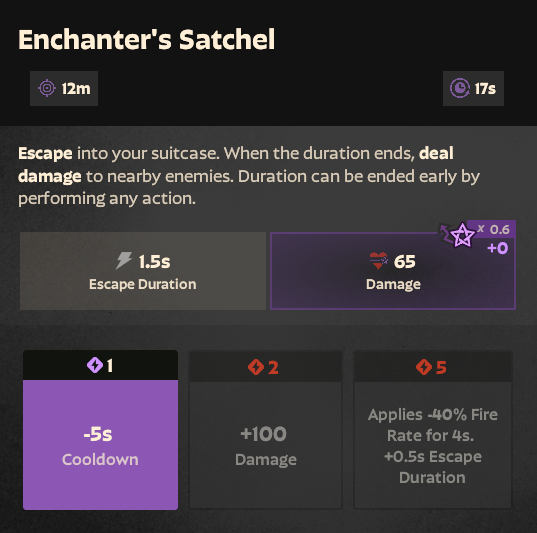 Enchanter's Satchel
12m
17s
Escape into your suitcase. When the duration ends, deal
damage to nearby enemies. Duration can be ended early by
performing any action.
x 0.6
+0
1.5s
Escape Duration
65
Damage
1
-5s
Cooldown
2
+100
Damage
5
Applies -40% Fire
Rate for 4s.
+0.5s Escape
Duration